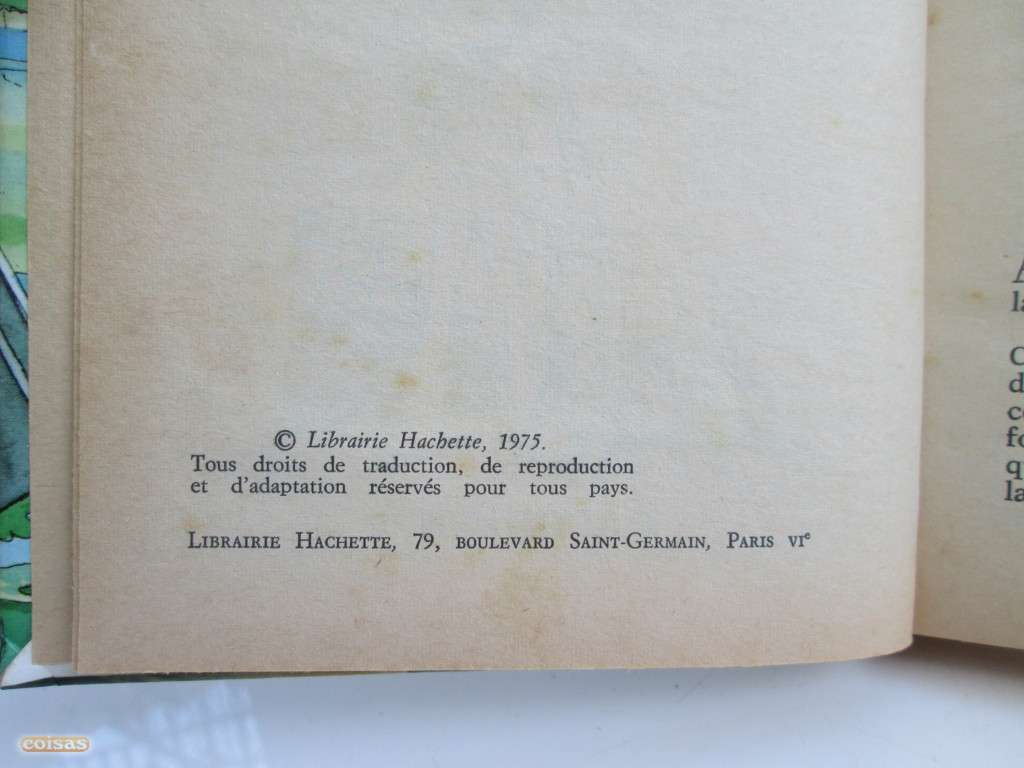 © Librairie Hachette, 1975.
Tous droits de traduction, de reproduction
et d'adaptation réservés pour tous pays.
LIBRAIRIE HACHETTE, 79, BOULEVARD SAINT-GERMAIN, PARIS VIe
coisas